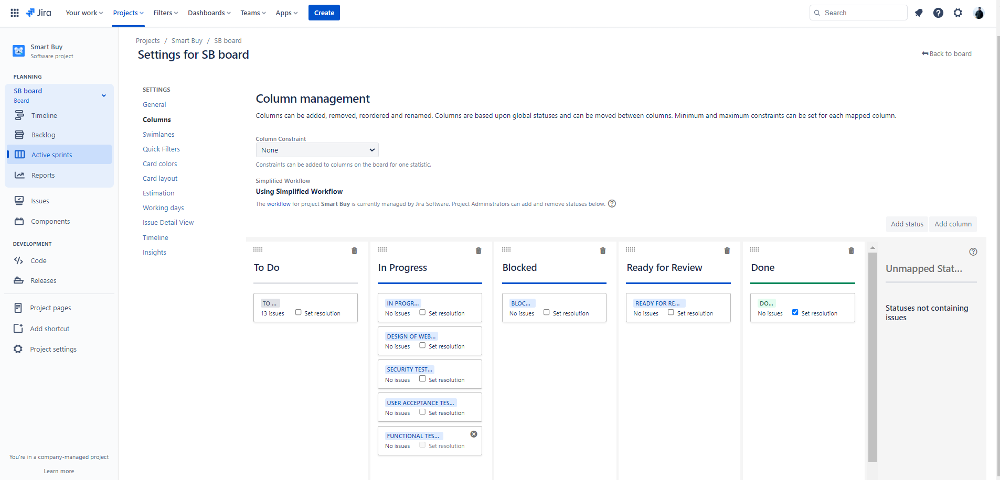 Jira Your work Projects Filters Dashboards Teams Apps Create Search
Smart Buy
Software project
PLANNING
SB board
Board
Timeline
Backlog
Active sprints
Reports
Issues
Components
DEVELOPMENT
Code
Releases
Project pages
Add shortcut
Project settings
You're in a company-managed project
Learn more
Projects / Smart Buy / SB board
Settings for SB board
Back to board
SETTINGS
General
Columns
Swimlanes
Quick Filters
Card colors
Card layout
Estimation
Working days
Issue Detail View
Timeline
Insights
Column management
Columns can be added, removed, reordered and renamed. Columns are based upon global statuses and can be moved between columns. Minimum and maximum constraints can be set for each mapped column.
Column Constraint
None
Constraints can be added to columns on the board for one statistic.
Simplified Workflow
Using Simplified Workflow
The workflow for project Smart Buy is currently managed by Jira Software. Project Administrators can add and remove statuses below.
Add status Add column
To Do
TO ...
13 issues Set resolution
In Progress
IN PROGR...
No issues Set resolution
DESIGN OF WEB...
No issues Set resolution
SECURITY TEST...
No issues Set resolution
USER ACCEPTANCE TES...
No issues Set resolution
FUNCTIONAL TES...
No issues Set resolution
Blocked
BLOC...
No issues Set resolution
Ready for Review
READY FOR RE...
No issues Set resolution
Done
DO...
No issues Set resolution
Unmapped Stat...
Statuses not containing
issues